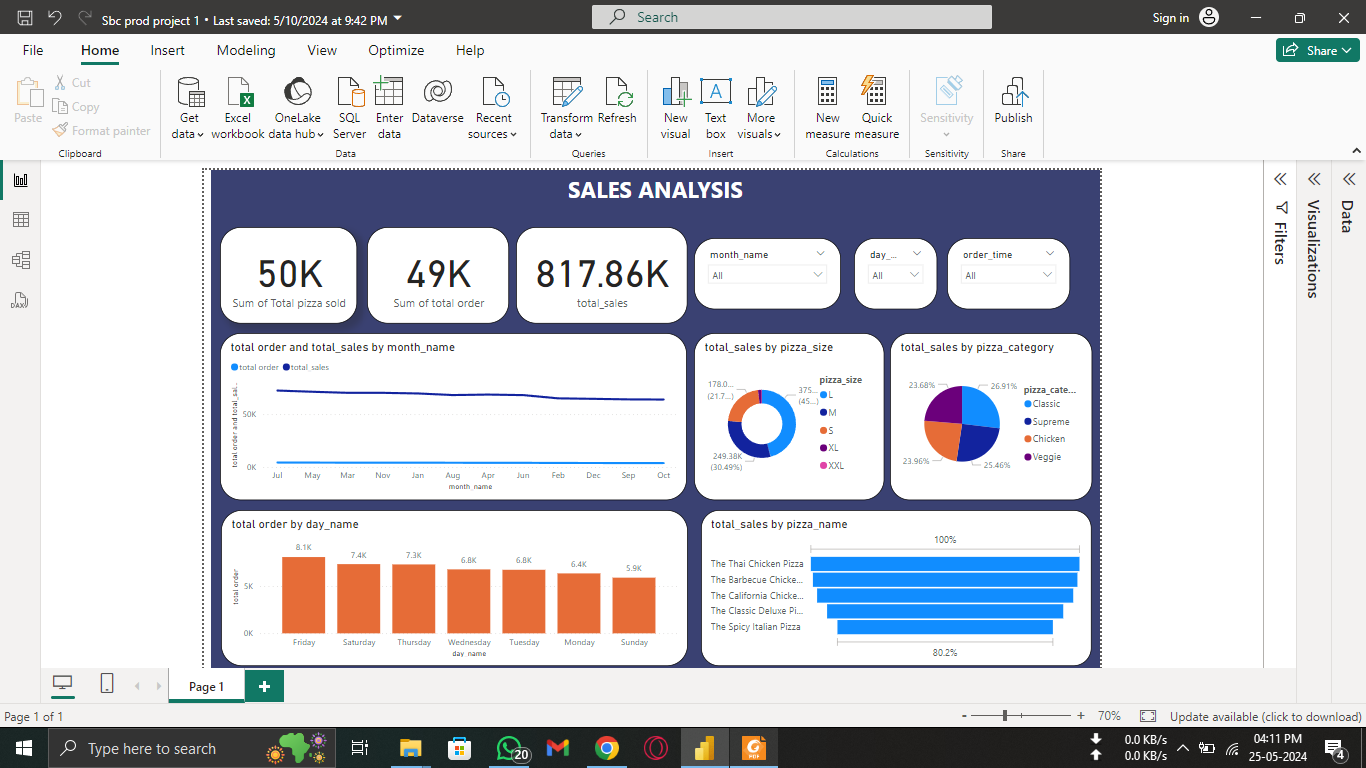 Sbc prod project 1 • Last saved: 5/10/2024 at 9:42 PM
Search
Sign in
File Home Insert Modeling View Optimize Help
Share
Paste
Cut
Copy
Format painter
Clipboard
Get data
Excel workbook
OneLake data hub
SQL Server
Enter data
Dataverse
Recent sources
Data
Transform data
Refresh
Queries
New visual
Text box
More visuals
Insert
New measure
Quick measure
Calculations
Sensitivity
Sensitivity
Publish
Share
DAX
SALES ANALYSIS
50K
Sum of Total pizza sold
49K
Sum of total order
817.86K
total_sales
month_name
All
day_...
All
order_time
All
Filters
Visualizations
Data
total order and total_sales by month_name
total order total_sales
total order and total_sal...
50K
0K
Jul May Mar Nov Jan Aug Apr Jun Feb Dec Sep Oct
month_name
total_sales by pizza_size
178.0...
(21.7...)
375....
(45....)
249.38K
(30.49%)
pizza_size
L
M
S
XL
XXL
total_sales by pizza_category
23.68%
26.91%
23.96%
25.46%
pizza_cate...
Classic
Supreme
Chicken
Veggie
total order by day_name
total order
5K
0K
8.1K 7.4K 7.3K 6.8K 6.8K 6.4K 5.9K
Friday Saturday Thursday Wednesday Tuesday Monday Sunday
day_name
total_sales by pizza_name
100%
The Thai Chicken Pizza
The Barbecue Chicke...
The California Chicke...
The Classic Deluxe Pi...
The Spicy Italian Pizza
80.2%
Page 1
+
Page 1 of 1
- + 70%
Update available (click to download)
Type here to search
20
PDF
0.0 KB/s
0.0 KB/s
04:11 PM
25-05-2024
4